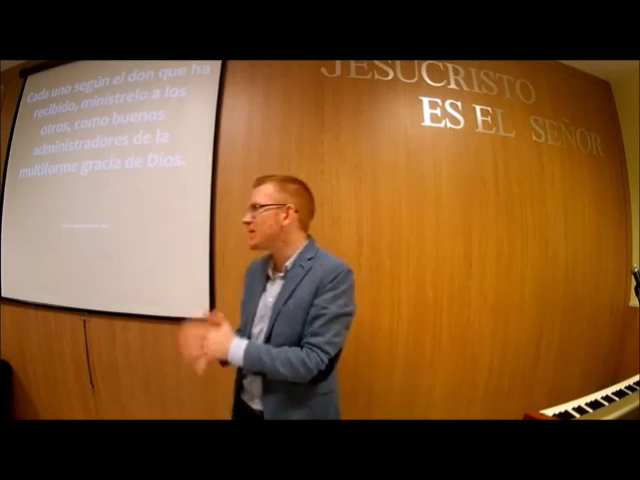 Cada uno según el don que ha
recibido, minístrelo a los
otros, como buenos
administradores de la
multiforme gracia de Dios.
JESUCRISTO
ES EL SEÑOR